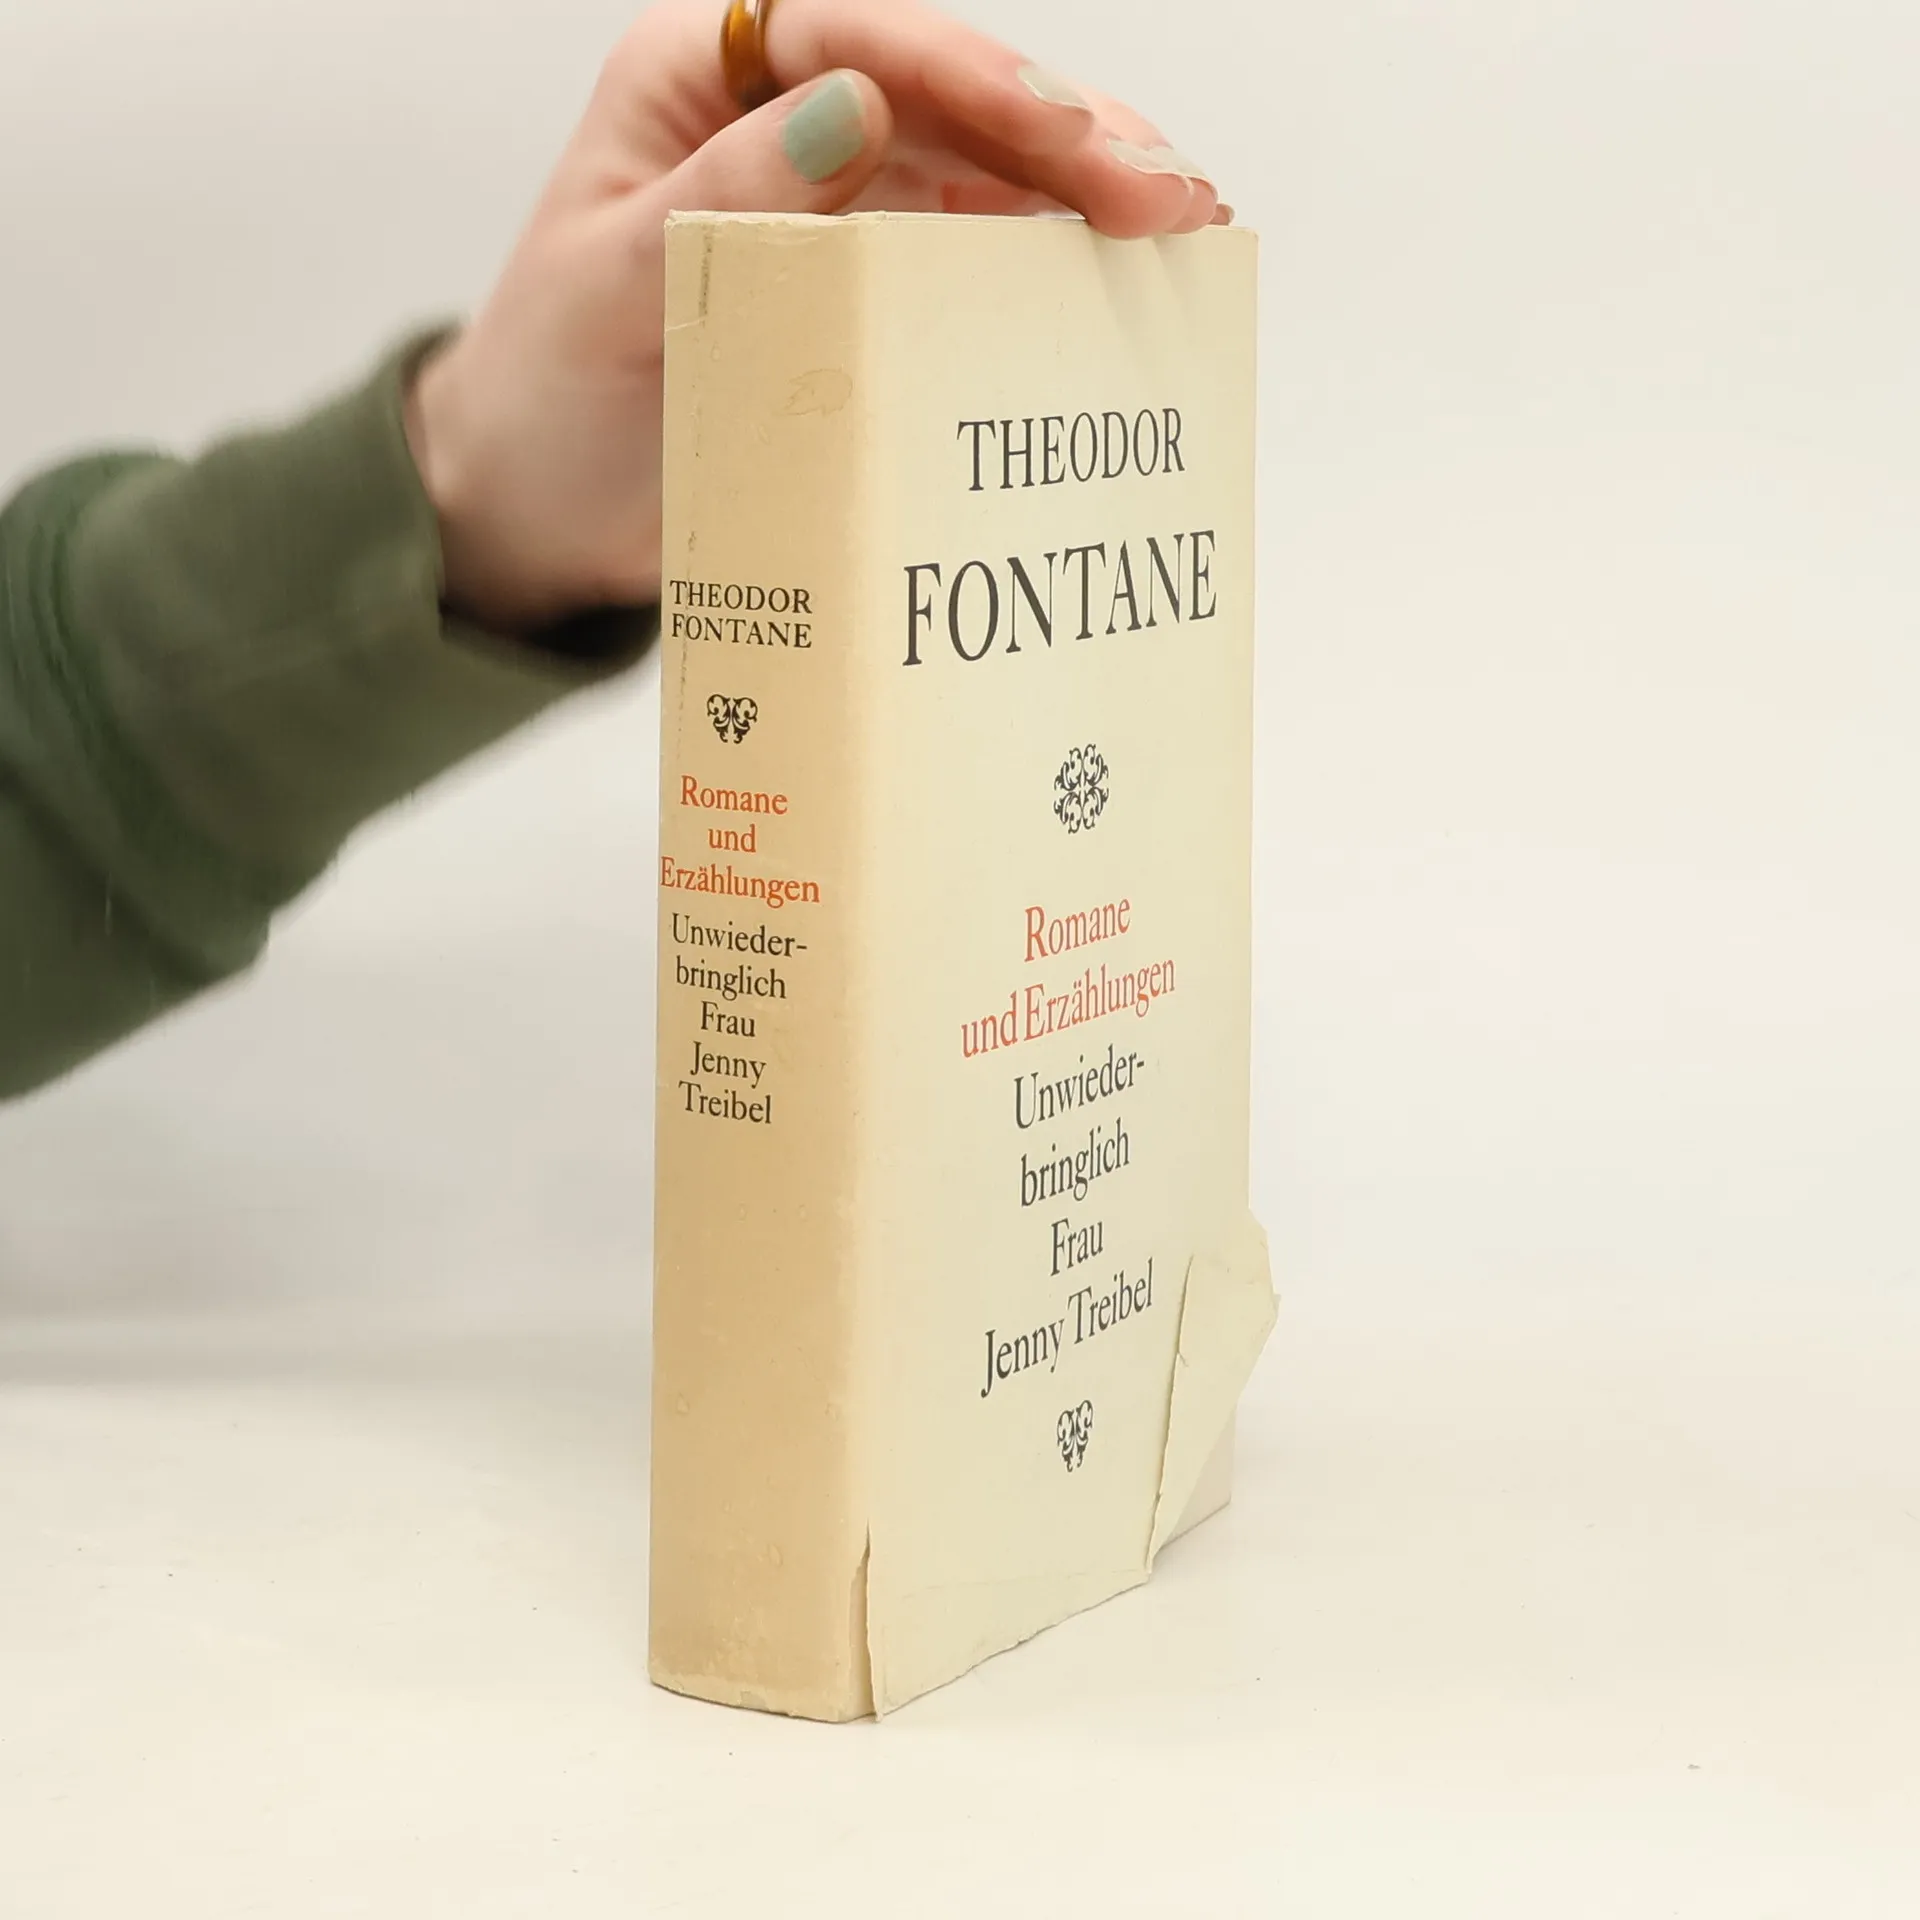 THEODOR
FONTANE
Romane
und
Erzählungen
Unwieder-
bringlich
Frau
Jenny
Treibel
THEODOR
FONTANE
Romane
und Erzählungen
Unwieder-
bringlich
Frau
Jenny Treibel